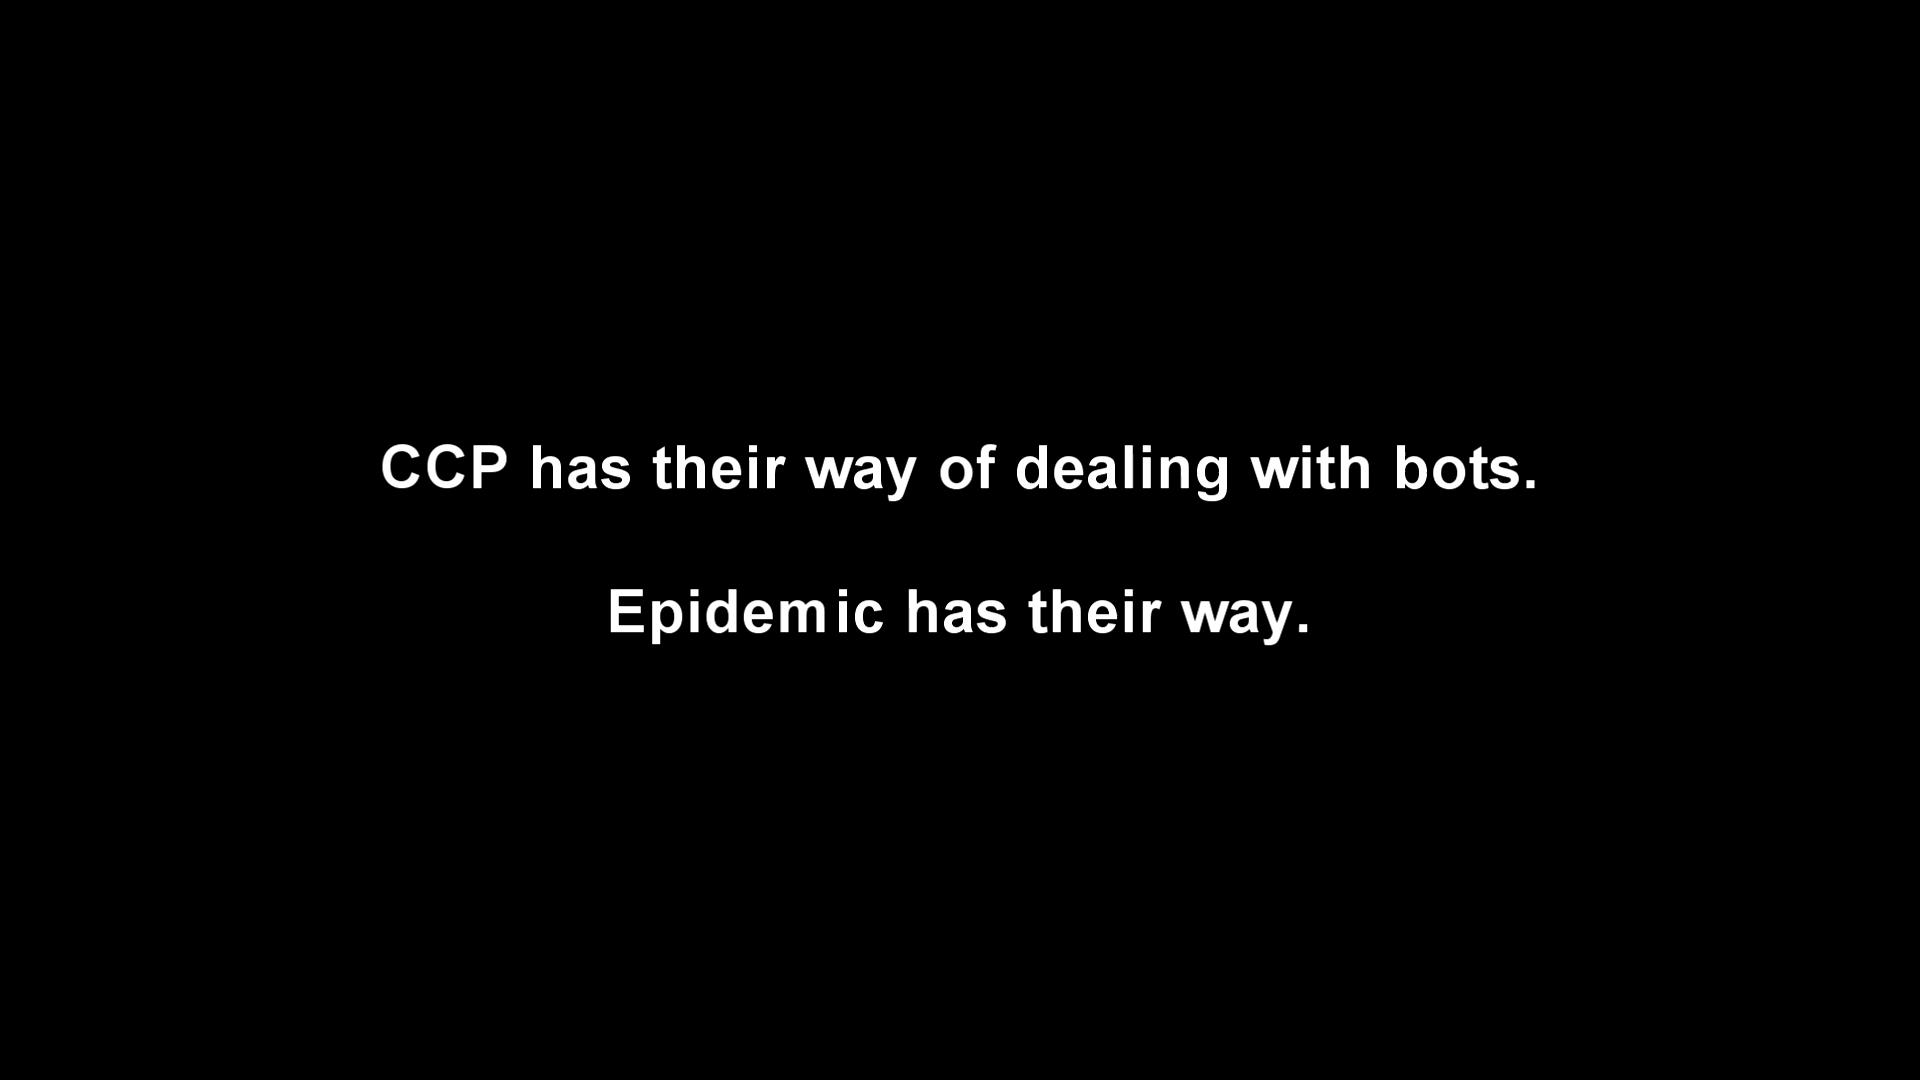 CCP has their way of dealing with bots.
Epidemic has their way.